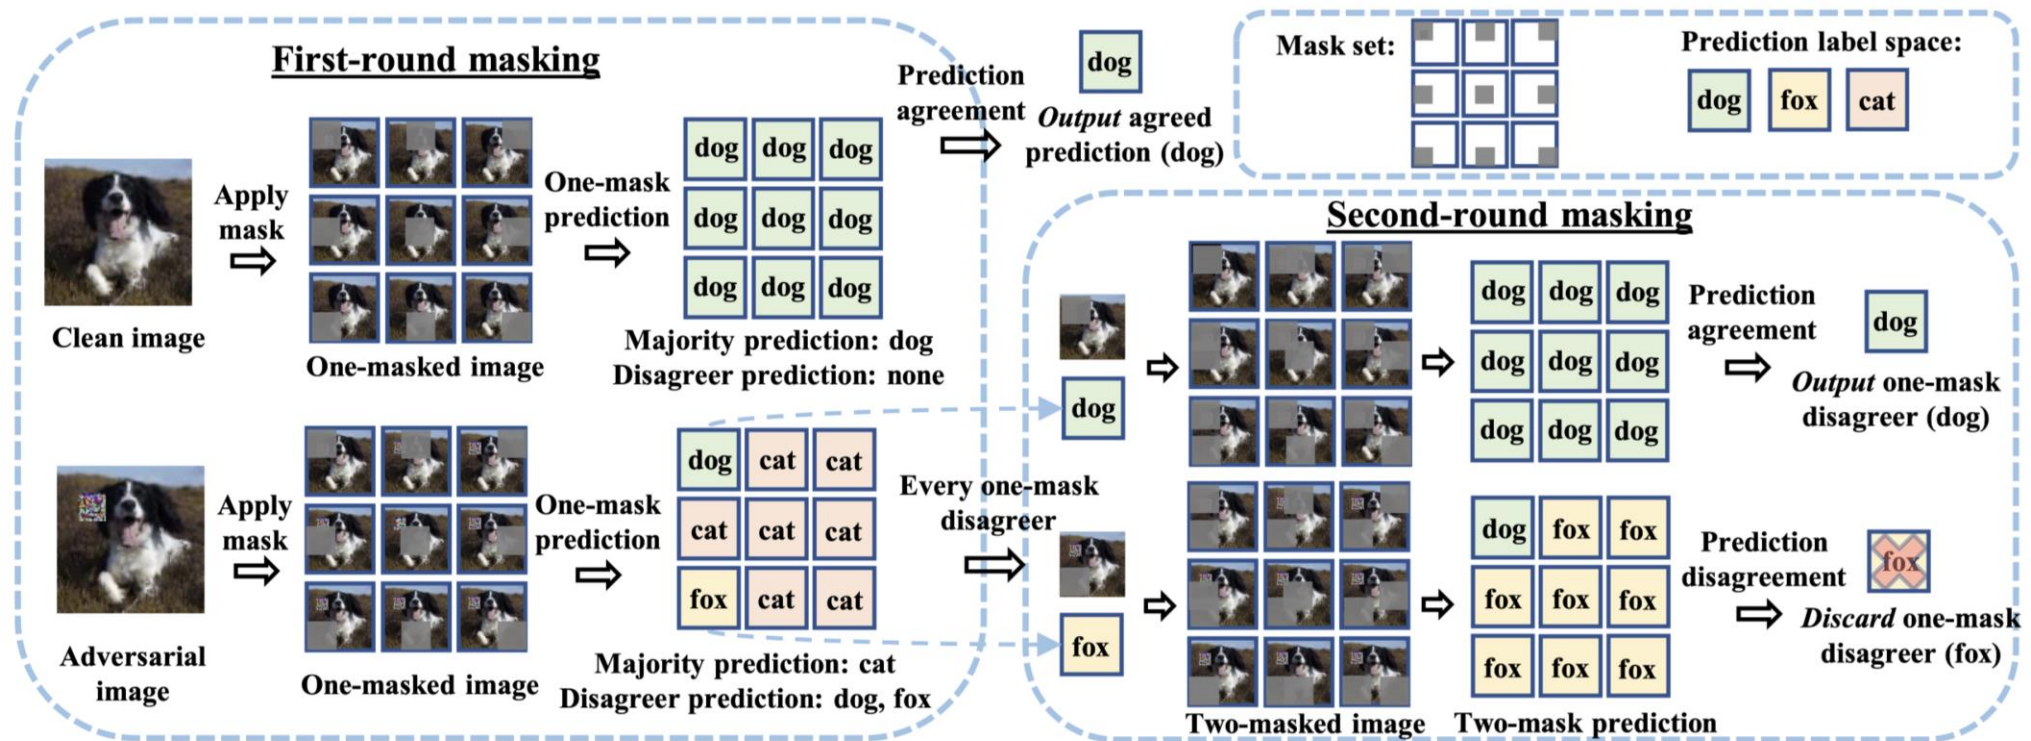 First-round masking
Clean image
Apply
mask
One-masked image
One-mask
prediction
dog dog dog
dog dog dog
dog dog dog
Majority prediction: dog
Disagreer prediction: none
Prediction
agreement
dog
Output agreed
prediction (dog)
Mask set:
Prediction label space:
dog fox cat
Adversarial
image
Apply
mask
One-masked image
One-mask
prediction
dog cat cat
cat cat cat
fox cat cat
Majority prediction: cat
Disagreer prediction: dog, fox
Every one-mask
disagreer
Second-round masking
dog
dog dog dog
dog dog dog
dog dog dog
Prediction
agreement
dog
Output one-mask
disagreer (dog)
fox
Two-masked image
dog fox fox
fox fox fox
fox fox fox
Two-mask prediction
Prediction
disagreement
fox
Discard one-mask
disagreer (fox)